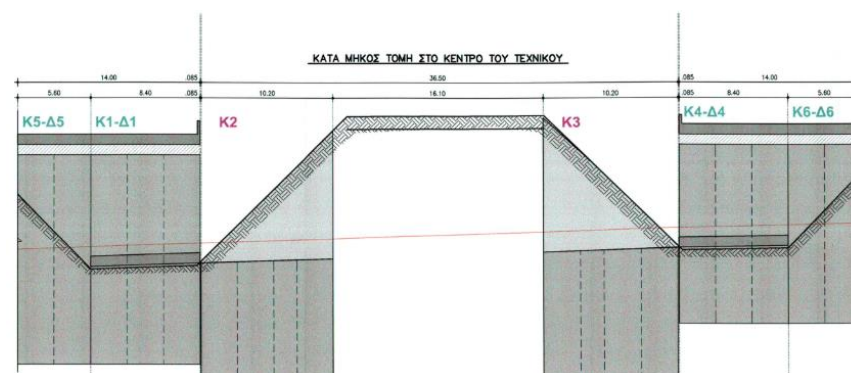 ΚΑΤΑ ΜΗΚΟΣ ΤΟΜΗ ΣΤΟ ΚΕΝΤΡΟ ΤΟΥ ΤΕΧΝΙΚΟΥ
14.00 .085 36.50 .085 14.00
5.60 8.40 .085 10.20 16.10 10.20 .085 8.40 5.60
Κ5-Δ5 Κ1-Δ1 Κ2 Κ3 Κ4-Δ4 Κ6-Δ6